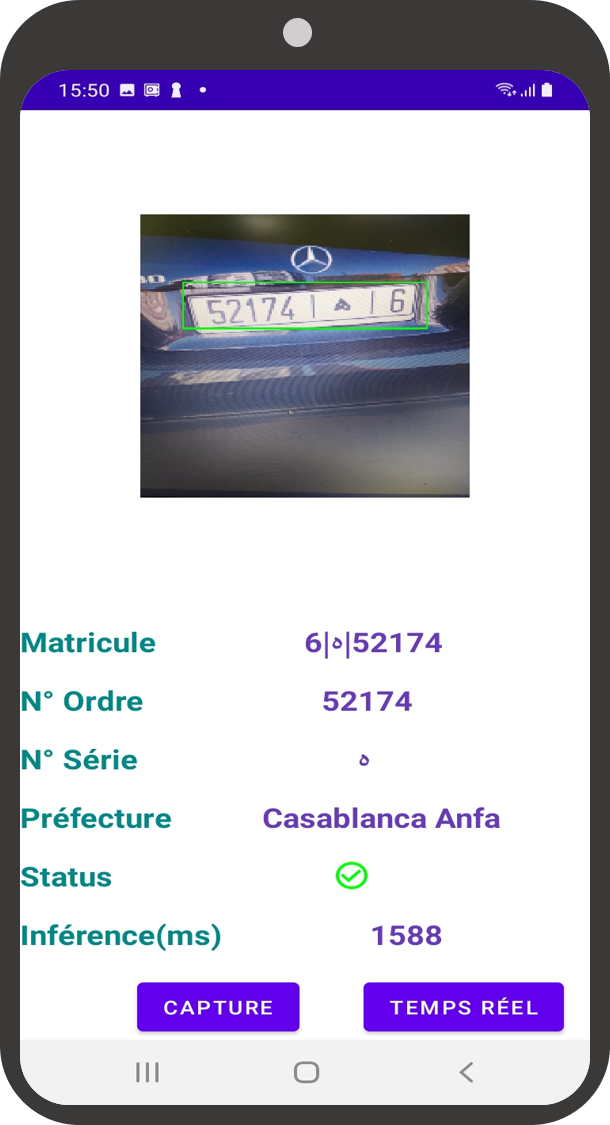 15:50
52174 | ه | 6
Matricule 6|ه|52174
N° Ordre 52174
N° Série ه
Préfecture Casablanca Anfa
Status
Inférence(ms) 1588
CAPTURE TEMPS RÉEL